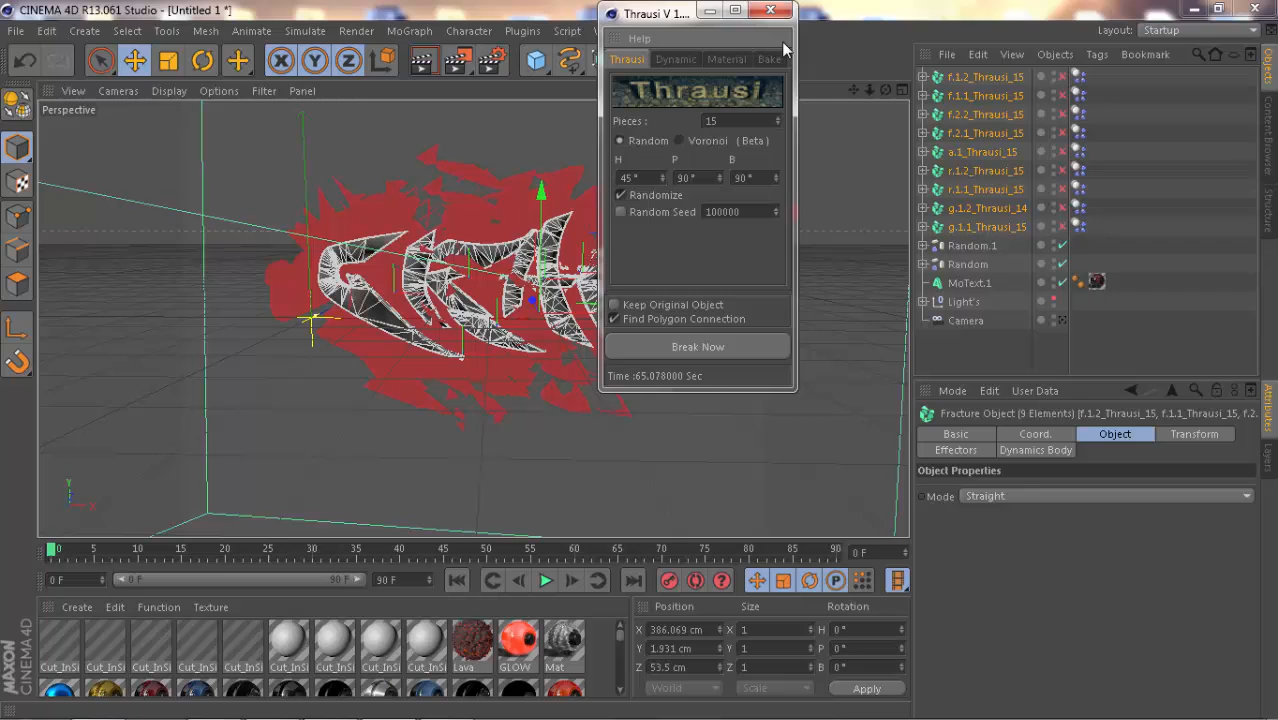 CINEMA 4D R13.061 Studio - [Untitled 1 *]
File Edit Create Select Tools Mesh Animate Simulate Render MoGraph Character Plugins Script
Layout: Startup
View Cameras Display Options Filter Panel
Perspective
Thrausi V 1....
Help
Thrausi Dynamic Material Bake
Thrausi
Pieces : 15
Random Voronoi ( Beta )
H P B
45 ° 90 ° 90 °
Randomize
Random Seed 100000
Keep Original Object
Find Polygon Connection
Break Now
Time :65.078000 Sec
File Edit View Objects Tags Bookmark
f.1.2_Thrausi_15
f.1.1_Thrausi_15
f.2.2_Thrausi_15
f.2.1_Thrausi_15
a.1_Thrausi_15
r.1.2_Thrausi_15
r.1.1_Thrausi_15
g.1.2_Thrausi_14
g.1.1_Thrausi_15
Random.1
Random
MoText.1
Light's
Camera
Objects
Content Browser
Structure
Mode Edit User Data
Fracture Object (9 Elements) [f.1.2_Thrausi_15, f.1.1_Thrausi_15, f.2.
Basic Coord. Object Transform
Effectors Dynamics Body
Object Properties
Mode Straight
Attributes
Layers
Y
X
0 5 10 15 20 25 30 35 40 45 50 55 60 65 70 75 80 85 90 0 F
0 F 0 F 90 F 90 F
Create Edit Function Texture
Cut_InSi Cut_InSi Cut_InSi Cut_InSi Cut_InSi Cut_InSi Cut_InSi Cut_InSi Cut_InSi Lava GLOW Mat
Position Size Rotation
X 386.069 cm X 1 H 0 °
Y 1.931 cm Y 1 P 0 °
Z 53.5 cm Z 1 B 0 °
World Scale Apply
MAXON CINEMA 4D